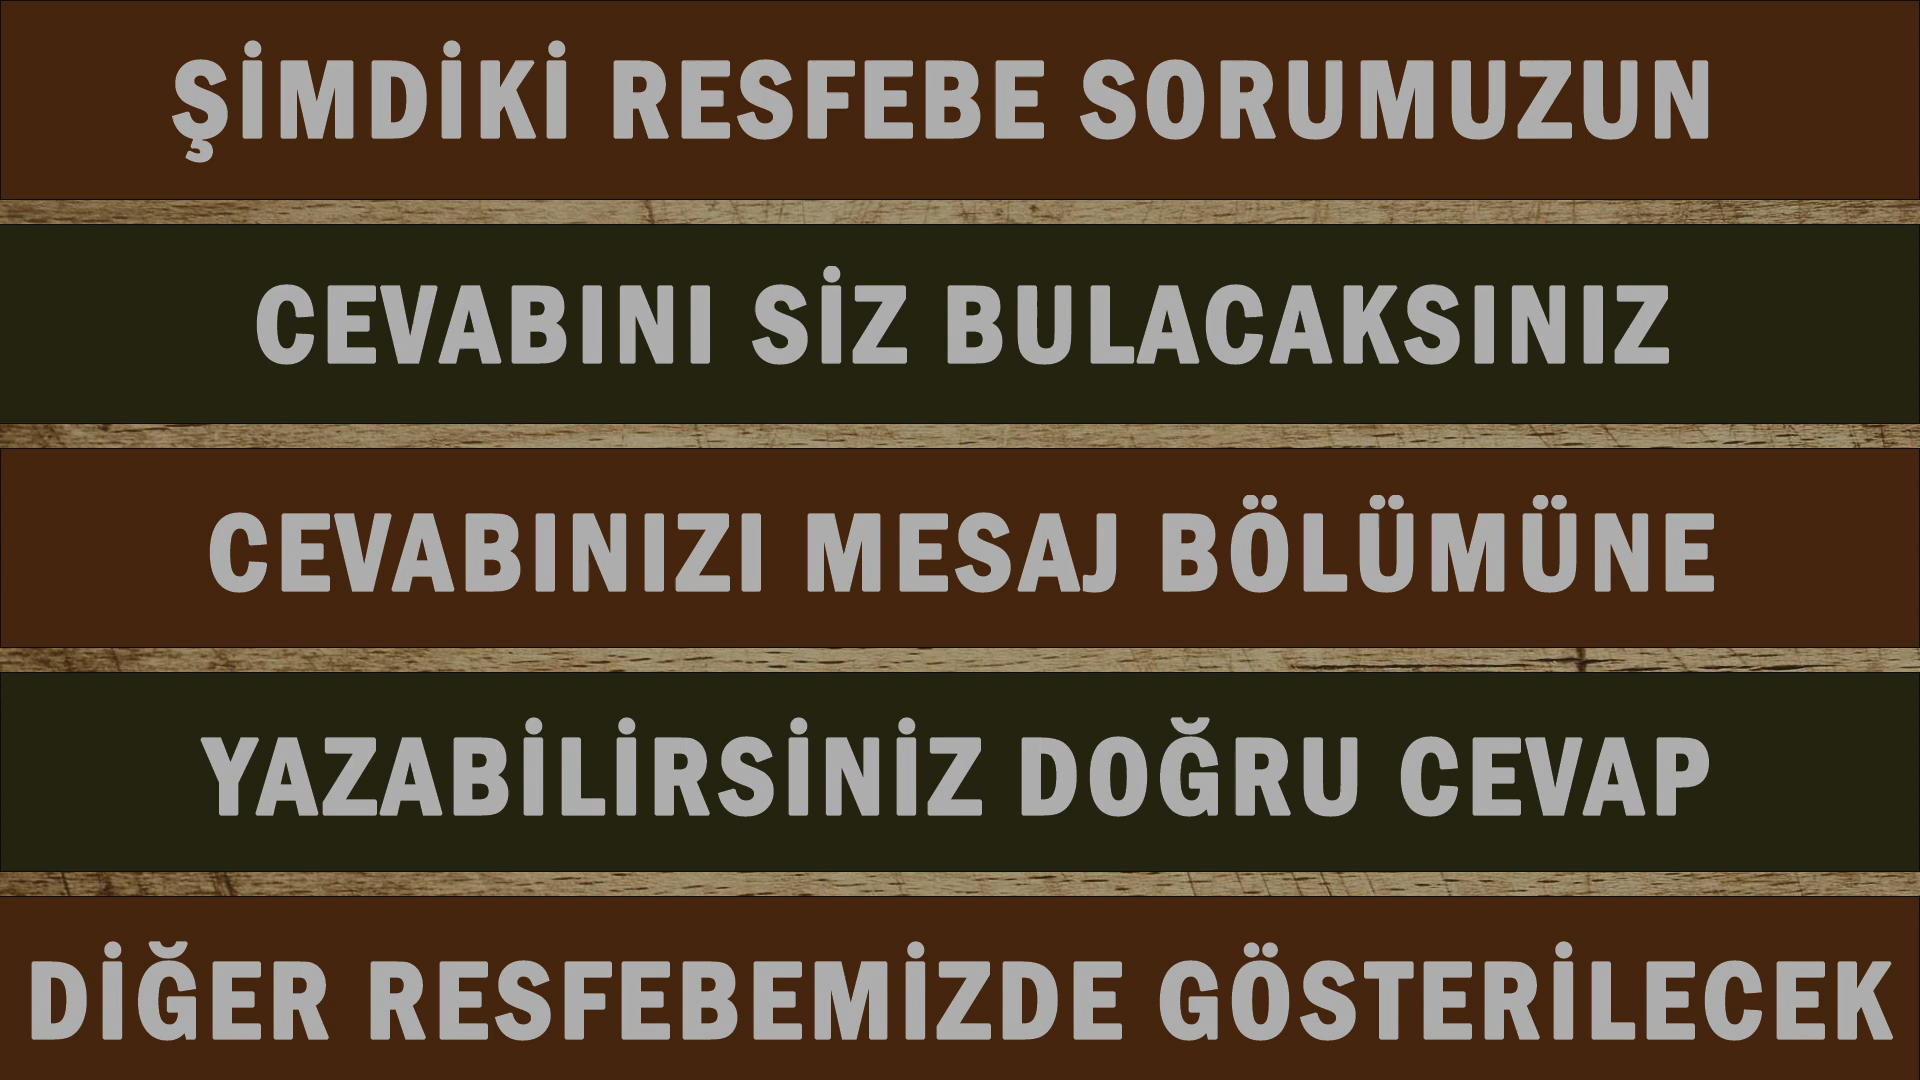 ŞİMDİKİ RESFEBE SORUMUZUN
CEVABINI SİZ BULACAKSINIZ
CEVABINIZI MESAJ BÖLÜMÜNE
YAZABİLİRSİNİZ DOĞRU CEVAP
DİĞER RESFEBEMİZDE GÖSTERİLECEK